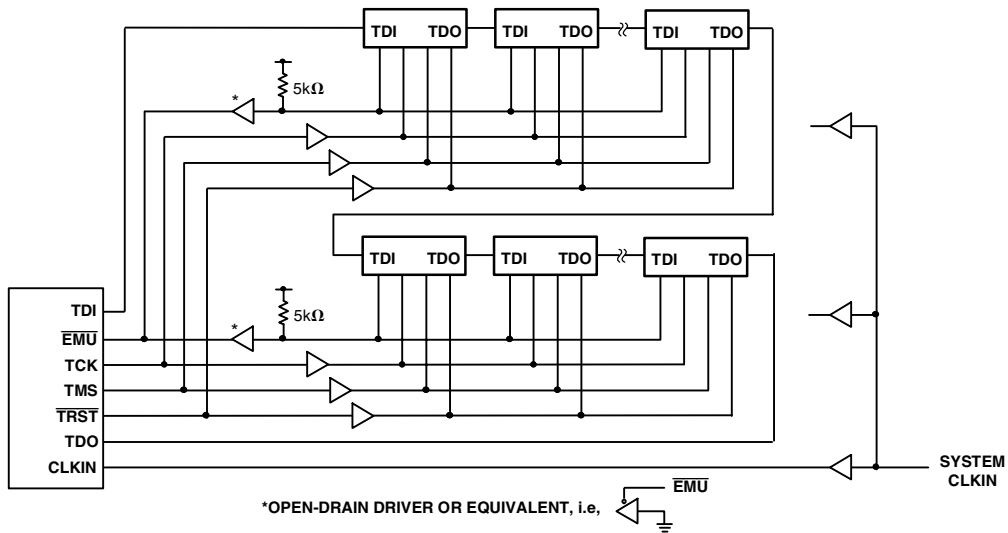 TDI TDO TDI TDO TDI TDO
5kΩ
*
TDI TDO TDI TDO TDI TDO
5kΩ
*
TDI
EMU
TCK
TMS
TRST
TDO
CLKIN
SYSTEM
CLKIN
EMU
*OPEN-DRAIN DRIVER OR EQUIVALENT, i.e,